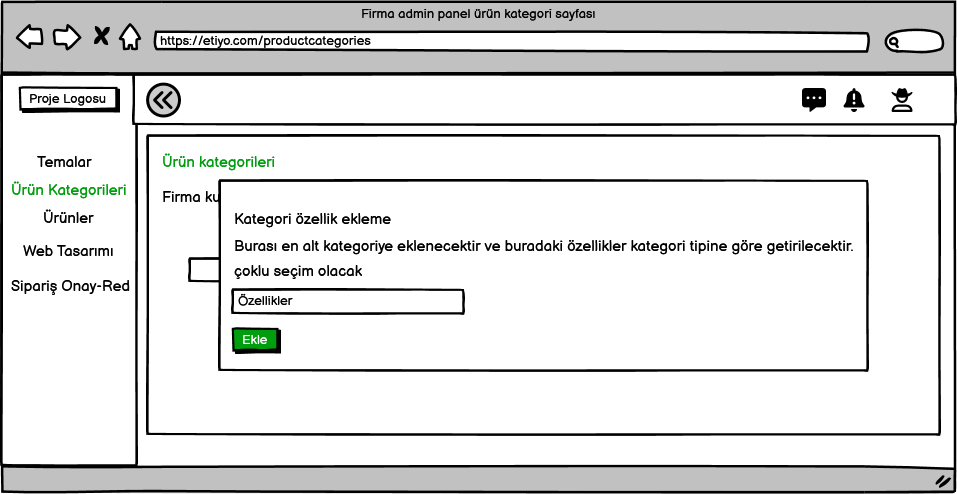 Firma admin panel ürün kategori sayfası
https://etiyo.com/productcategories
Proje Logosu
Temalar
Ürün Kategorileri
Ürünler
Web Tasarımı
Sipariş Onay-Red
Ürün kategorileri
Firma ku
Kategori özellik ekleme
Burası en alt kategoriye eklenecektir ve buradaki özellikler kategori tipine göre getirilecektir.
çoklu seçim olacak
Özellikler
Ekle